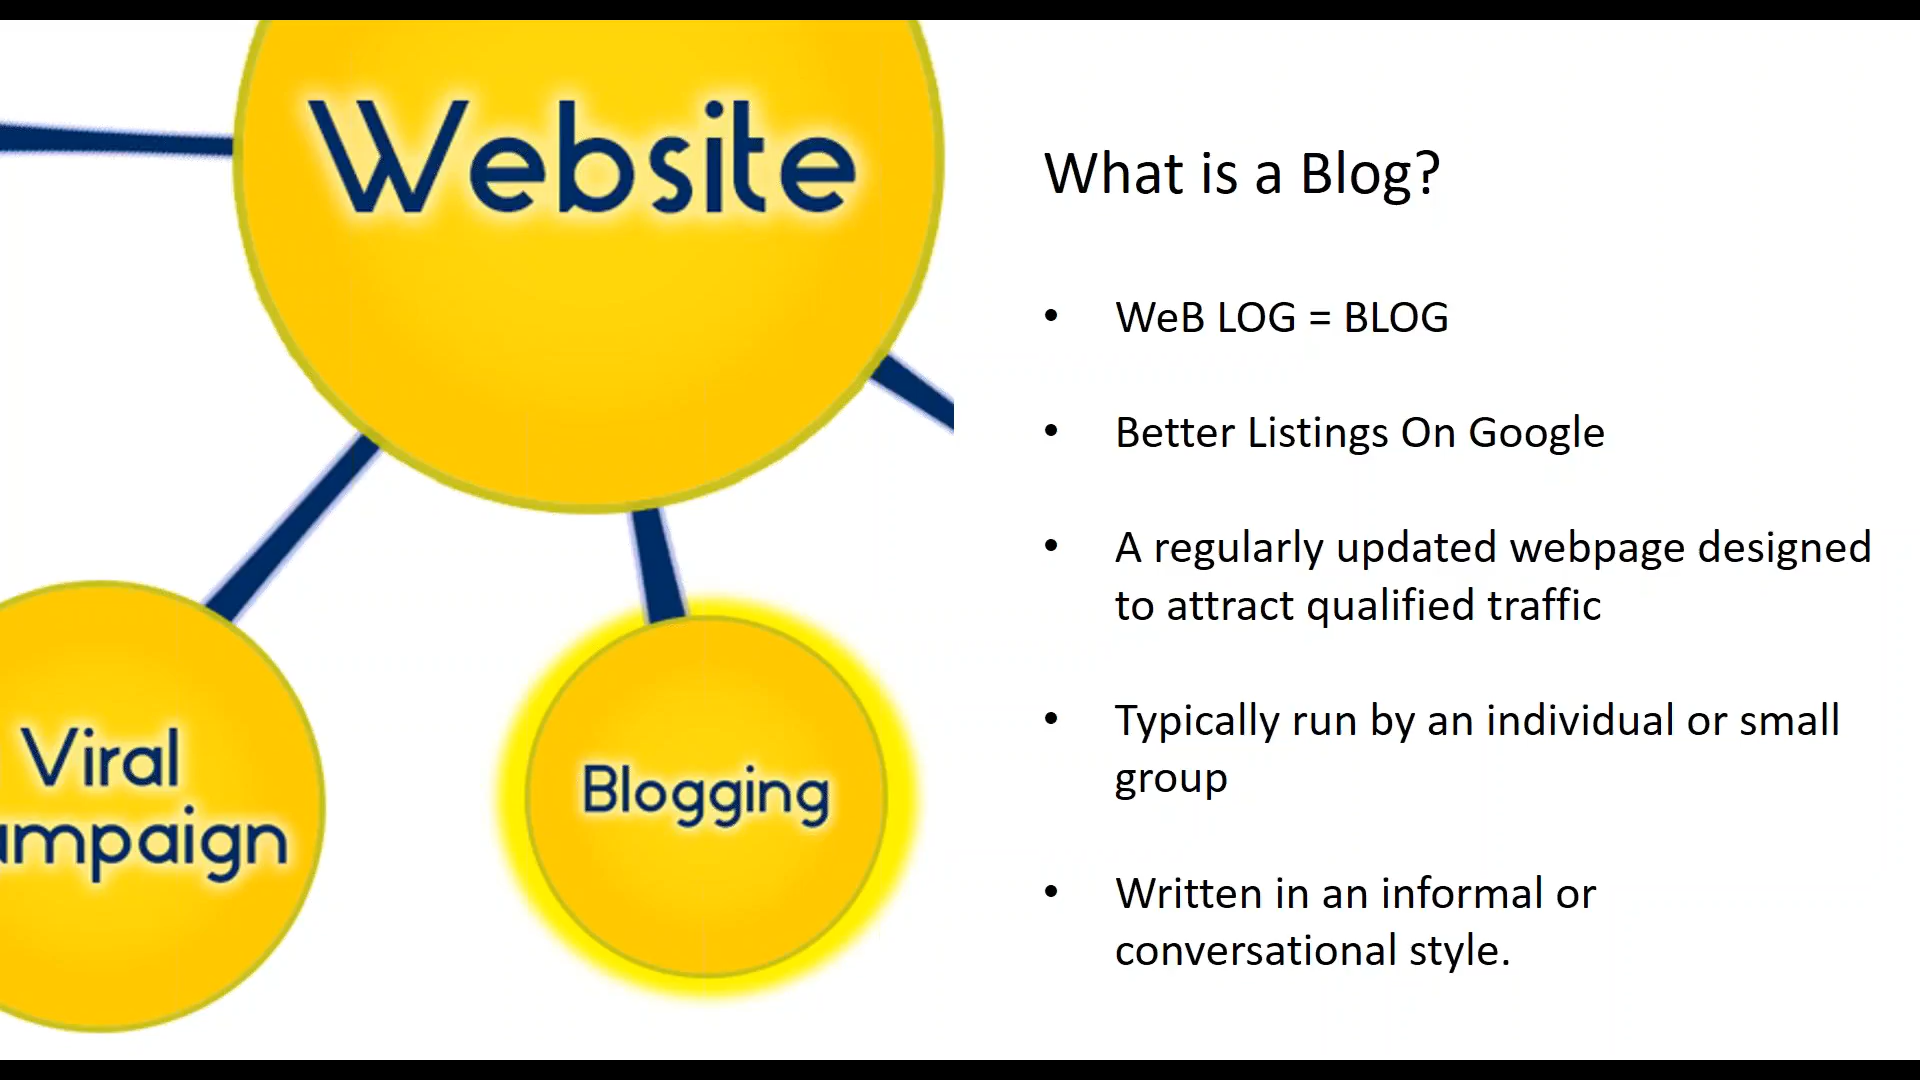 Website
Viral
ampaign
Blogging
What is a Blog?
• WeB LOG = BLOG
• Better Listings On Google
• A regularly updated webpage designed
to attract qualified traffic
• Typically run by an individual or small
group
• Written in an informal or
conversational style.